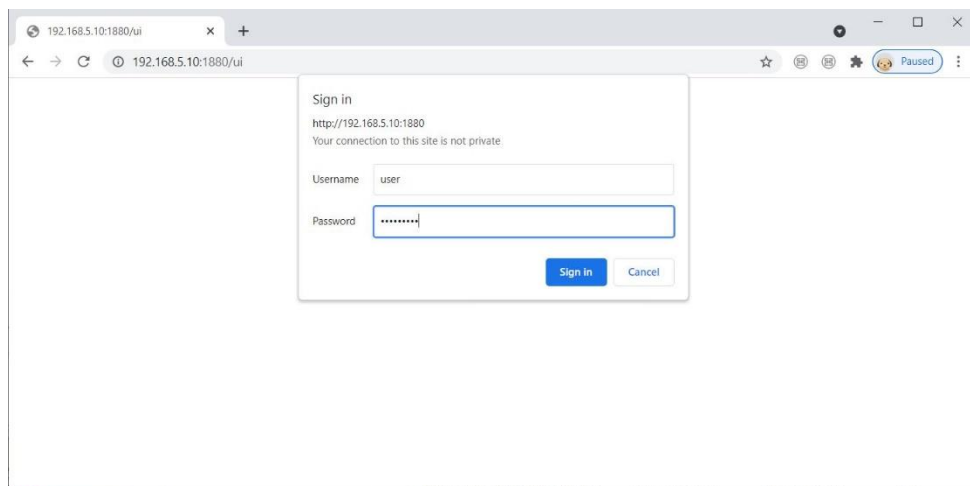 192.168.5.10:1880/ui
192.168.5.10:1880/ui
Paused
Sign in
http://192.168.5.10:1880
Your connection to this site is not private
Username
user
Password
•••••••••
Sign in
Cancel